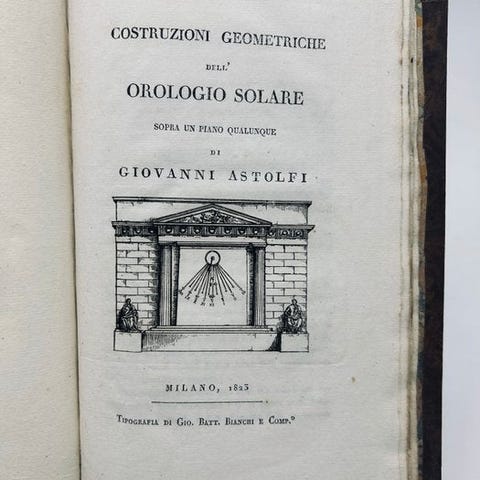 COSTRUZIONI GEOMETRICHE
DELL'
OROLOGIO SOLARE
SOPRA UN PIANO QUALUNQUE
DI
GIOVANNI ASTOLFI
MILANO, 1823
TIPOGRAFIA DI GIO. BATT. BIANCHI E COMP.º